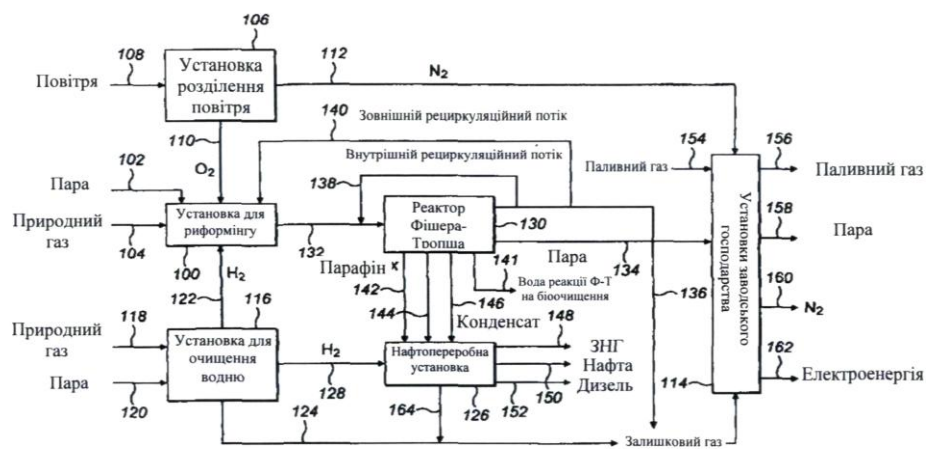 106
108
112
N₂
Повітря
Установка
розділення
повітря
140
Зовнішній рециркуляційний потік
110
O₂
154
156
102
Внутрішній рециркуляційний потік
Паливний газ
Паливний газ
Пара
138
Природний
газ
Установка для
риформінгу
Реактор
Фішера-
Тропша
130
158
Пара
104
100
132
Пара
134
Установки заводського
господарства
H₂
Парафін к
141
122
142
Вода реакції Ф-Т
на біоочищення
136
160
N₂
116
144
146
118
Конденсат
148
Природний
газ
Установка для
очищення
водню
H₂
Нафтопереробна
установка
ЗНГ
Нафта
Дизель
162
Електроенергія
114
Пара
128
150
120
164
126
152
124
Залишковий газ